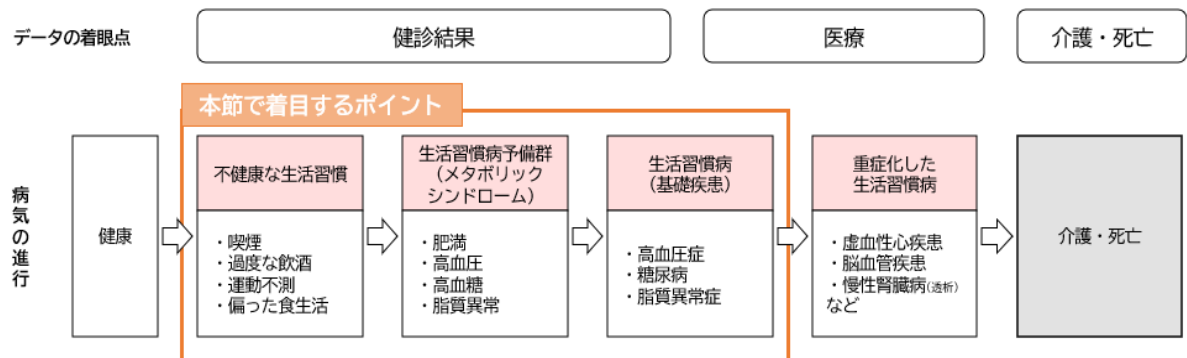 データの着眼点
健診結果
医療
介護・死亡
本節で着目するポイント
病気の進行
健康
不健康な生活習慣
・喫煙
・過度な飲酒
・運動不測
・偏った食生活
生活習慣病予備群
（メタボリック
シンドローム）
・肥満
・高血圧
・高血糖
・脂質異常
生活習慣病
（基礎疾患）
・高血圧症
・糖尿病
・脂質異常症
重症化した
生活習慣病
・虚血性心疾患
・脳血管疾患
・慢性腎臓病(透析)
など
介護・死亡